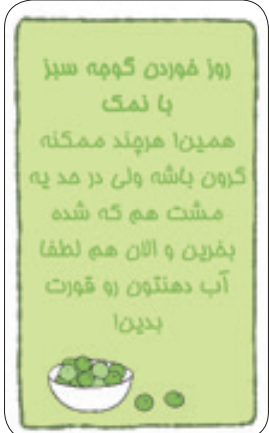 روز خوردن گوجه سبز
با نمک
همین! هرچند ممکنه
گرون باشه ولی در حد یه
مشت هم که شده
بخرین و الان هم لطفا
آب دهنتون رو قورت
بدین!